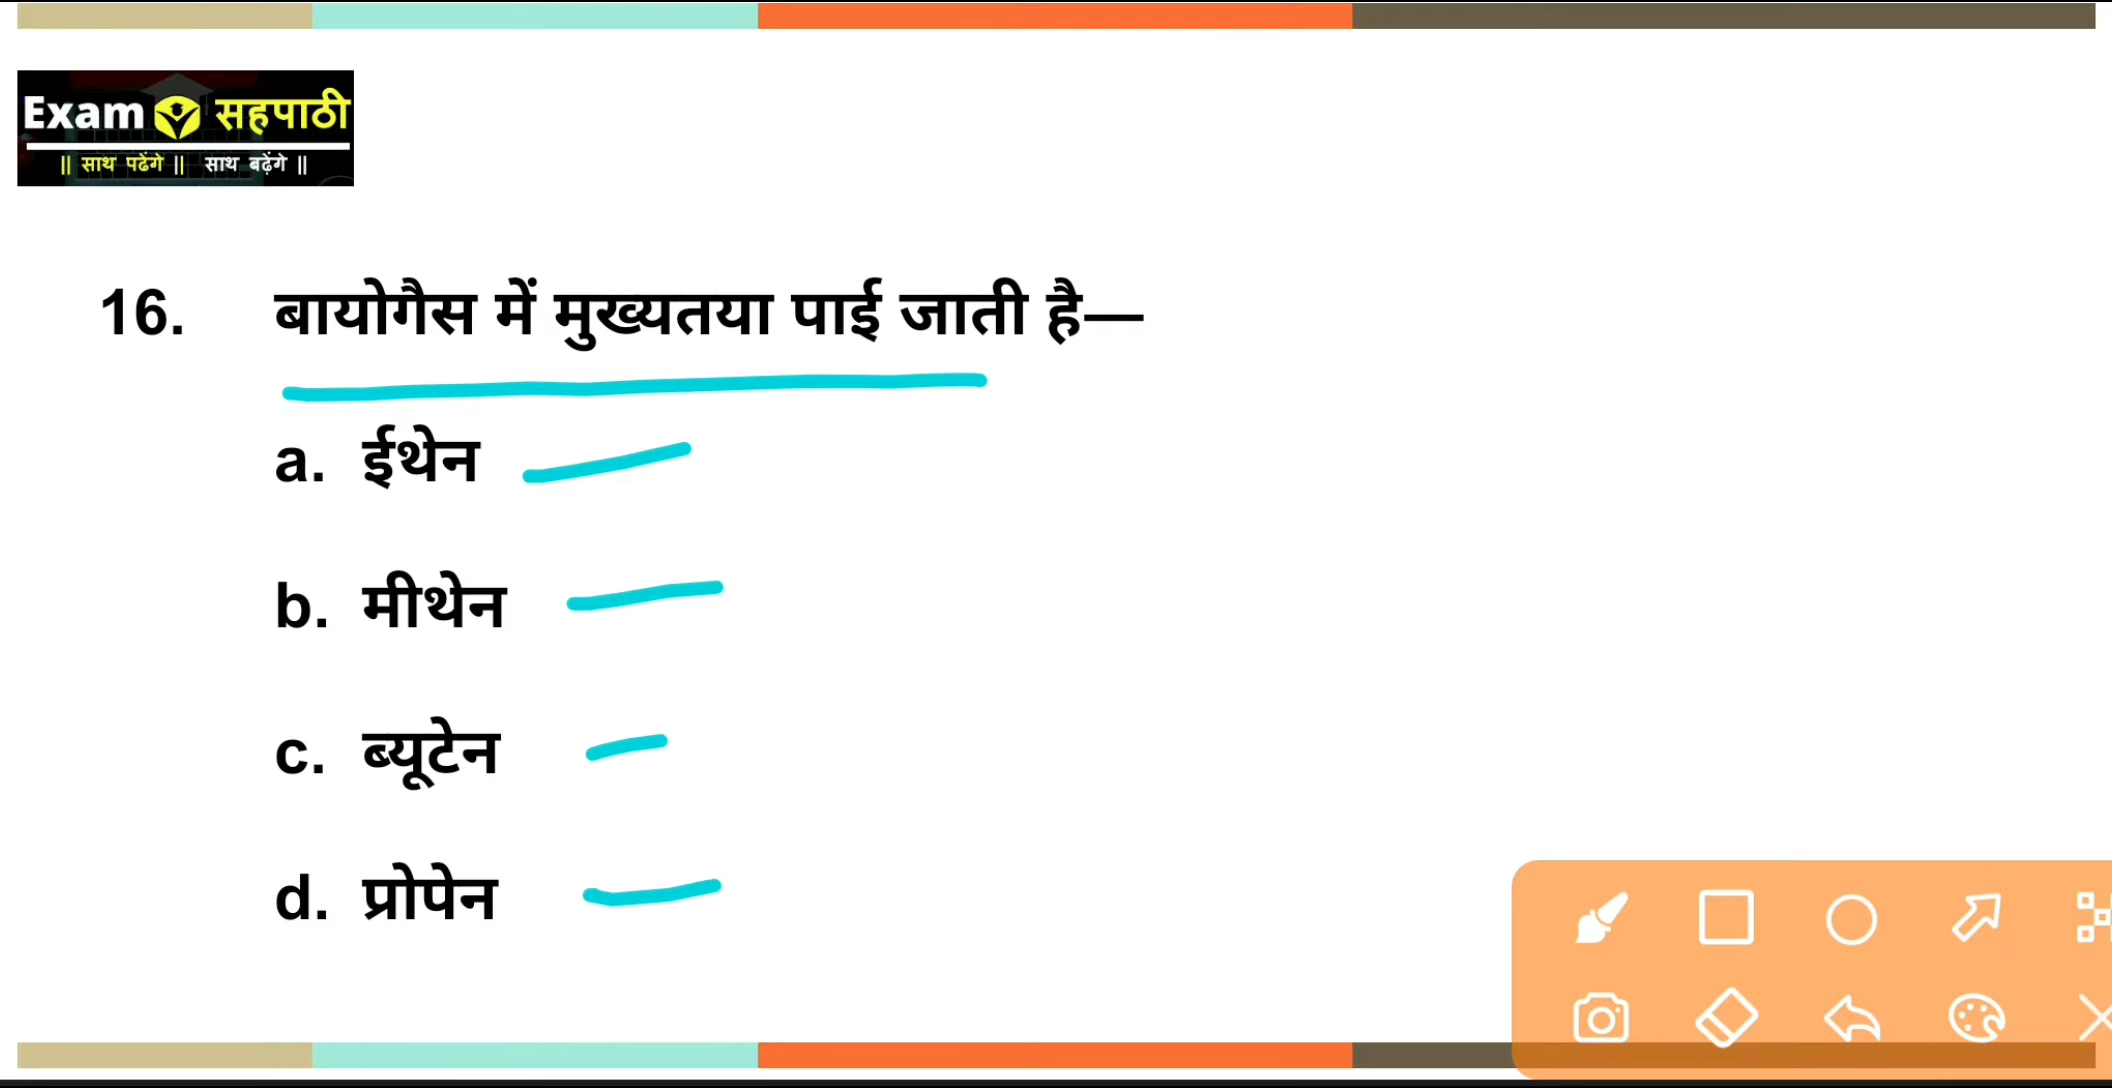 Exam सहपाठी
|| साथ पढेंगे || साथ बढ़ेंगे ||
16. बायोगैस में मुख्यतया पाई जाती है—
a. ईथेन
b. मीथेन
c. ब्यूटेन
d. प्रोपेन